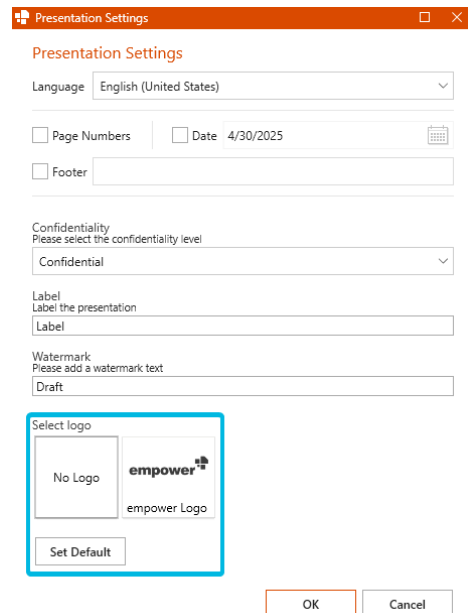 Presentation Settings
Presentation Settings
Language English (United States)
Page Numbers Date 4/30/2025
Footer
Confidentiality
Please select the confidentiality level
Confidential
Label
Label the presentation
Label
Watermark
Please add a watermark text
Draft
Select logo
No Logo
empower
empower Logo
Set Default
OK Cancel